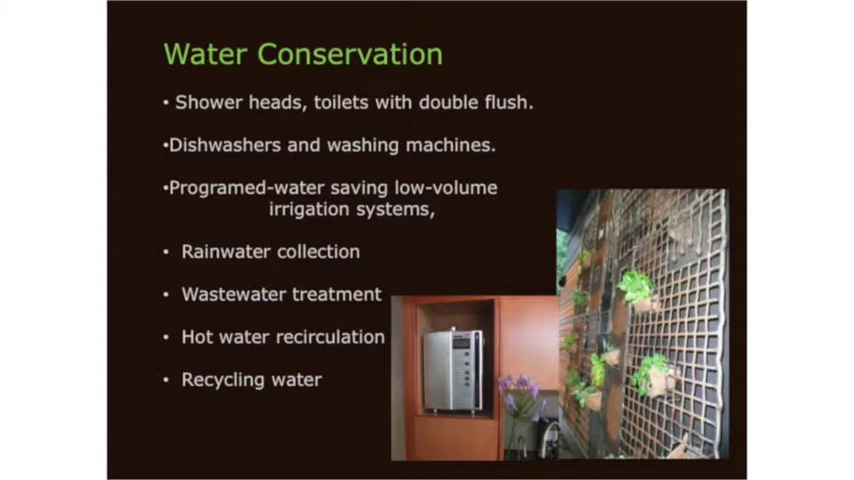 Water Conservation
• Shower heads, toilets with double flush.
•Dishwashers and washing machines.
•Programed-water saving low-volume
irrigation systems,
• Rainwater collection
• Wastewater treatment
• Hot water recirculation
• Recycling water